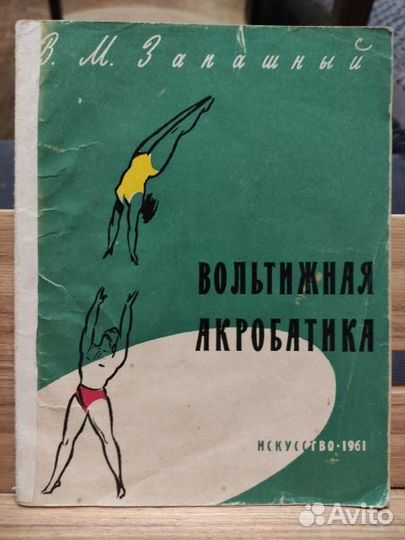 В. М. Запашный
ВОЛЬТИЖНАЯ
АКРОБАТИКА
ИСКУССТВО · 1961
Avito